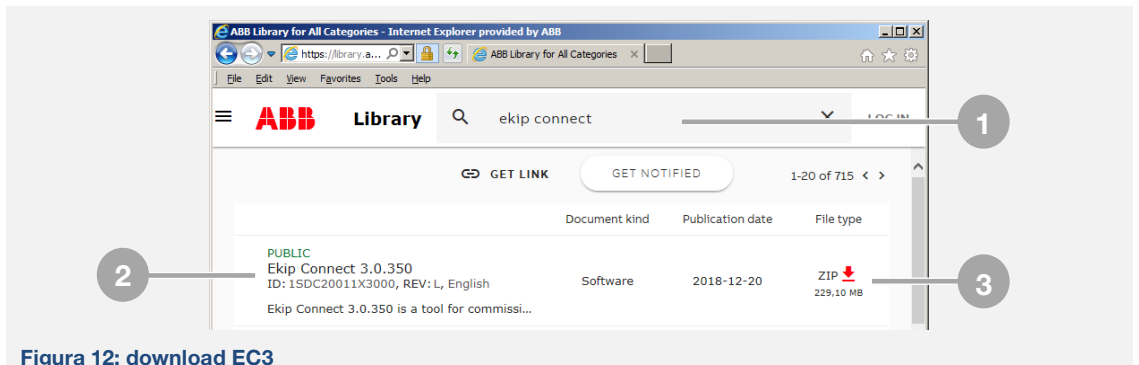 ABB Library for All Categories - Internet Explorer provided by ABB
https://library.a... ABB Library for All Categories
File Edit View Favorites Tools Help
ABB Library ekip connect LOG IN
1
GET LINK GET NOTIFIED 1-20 of 715 < >
Document kind Publication date File type
PUBLIC
Ekip Connect 3.0.350
ID: 1SDC20011X3000, REV: L, English
Software 2018-12-20 ZIP
229,10 MB
2
3
Ekip Connect 3.0.350 is a tool for commissi...
Figura 12: download EC3